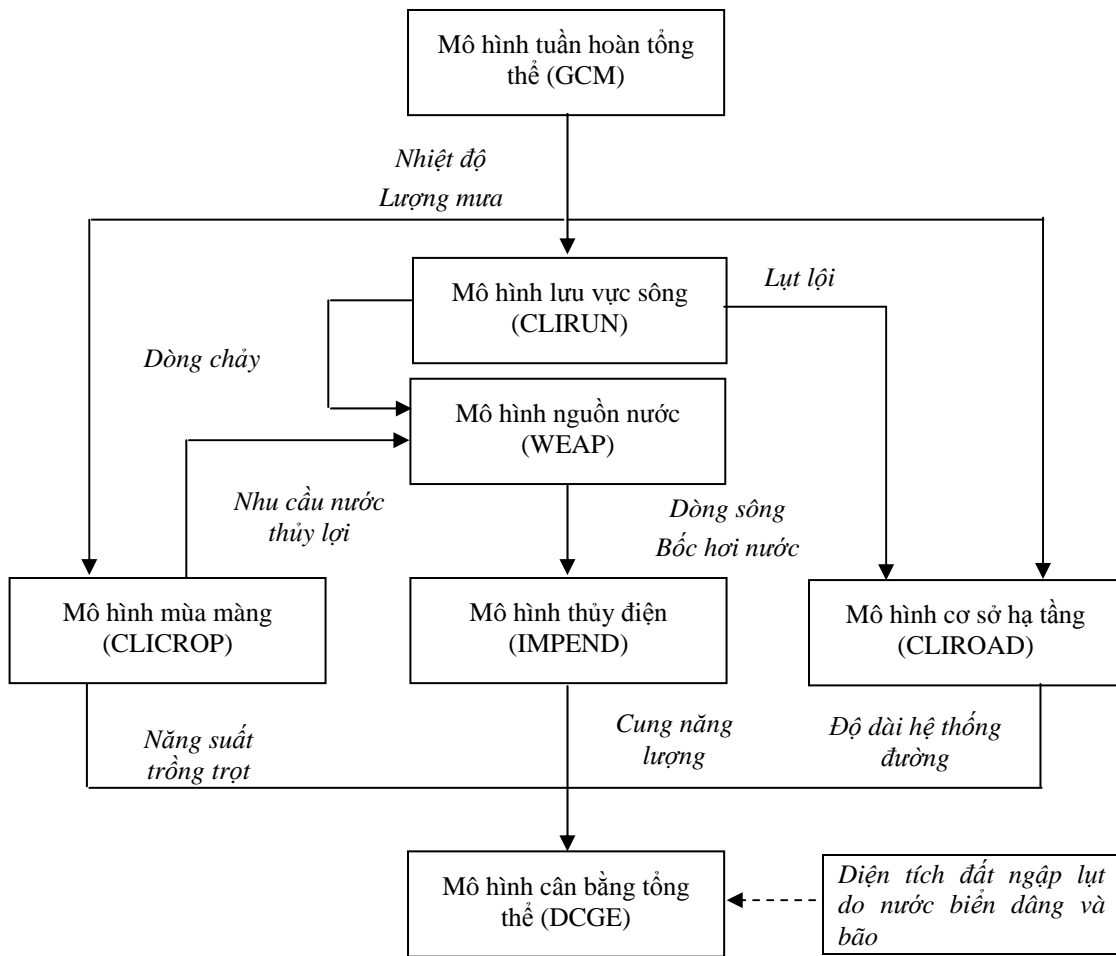 Mô hình tuần hoàn tổng
thể (GCM)
Nhiệt độ
Lượng mưa
Mô hình lưu vực sông
(CLIRUN)
Lụt lội
Dòng chảy
Mô hình nguồn nước
(WEAP)
Nhu cầu nước
thủy lợi
Dòng sông
Bốc hơi nước
Mô hình mùa màng
(CLICROP)
Mô hình thủy điện
(IMPEND)
Mô hình cơ sở hạ tầng
(CLIROAD)
Năng suất
trồng trọt
Cung năng
lượng
Độ dài hệ thống
đường
Mô hình cân bằng tổng
thể (DCGE)
Diện tích đất ngập lụt
do nước biển dâng và
bão